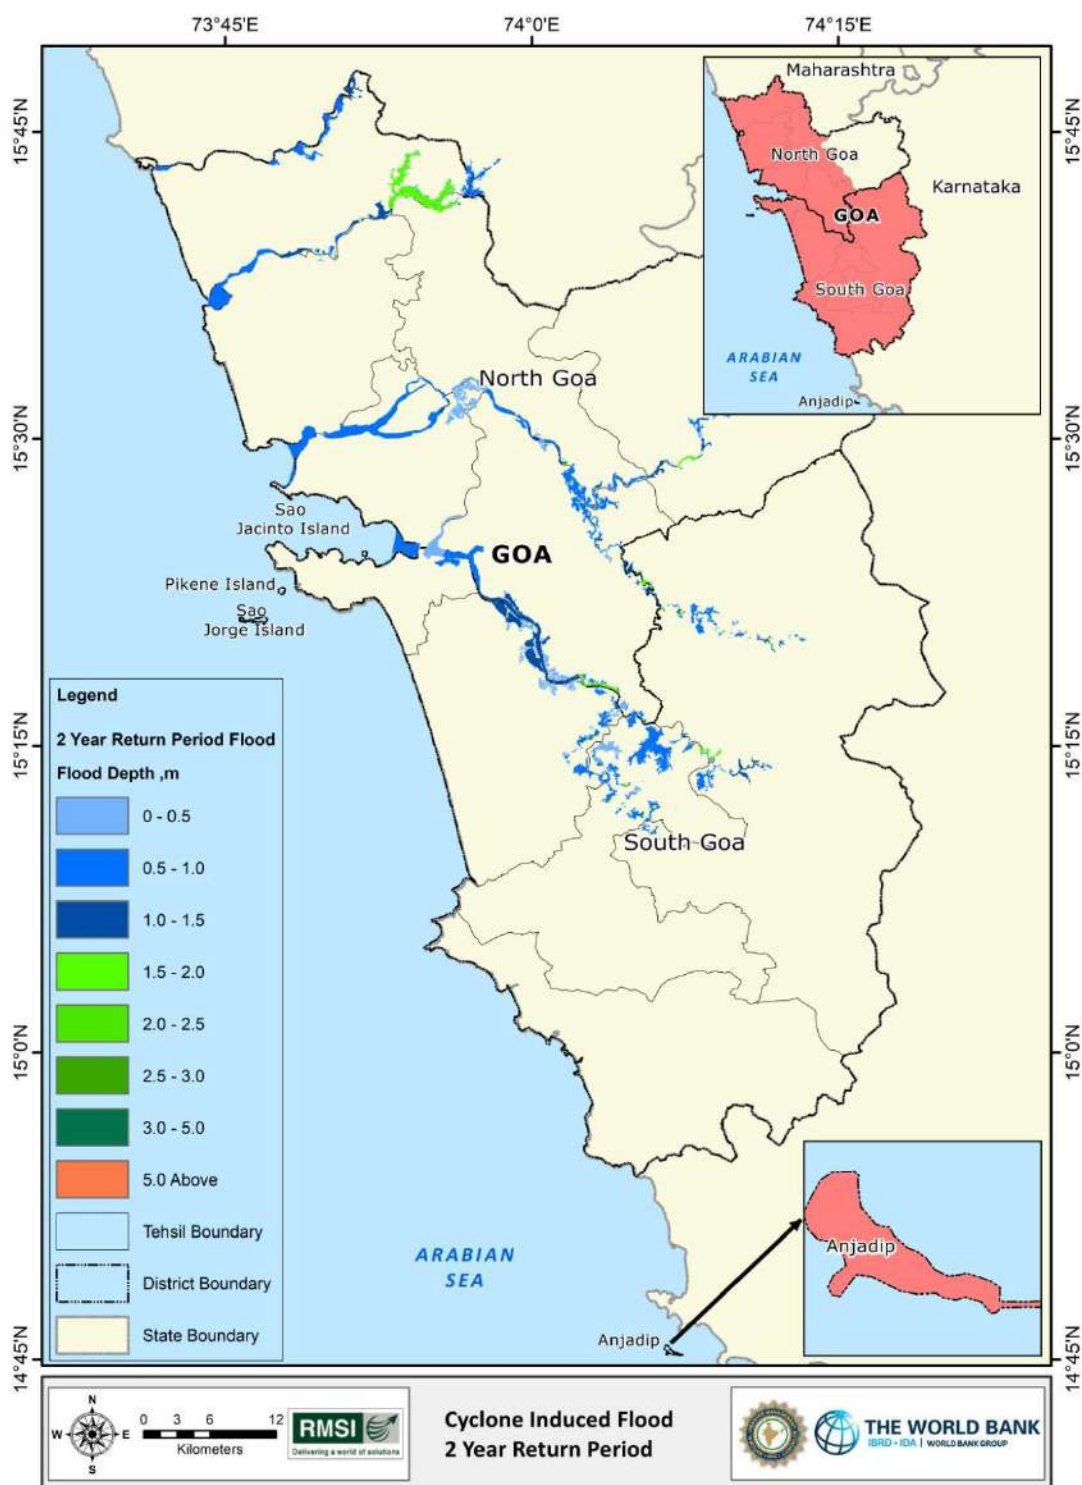 73°45'E
74°0'E
74°15'E
15°45'N
15°30'N
15°15'N
15°0'N
14°45'N
15°45'N
15°30'N
15°15'N
15°0'N
14°45'N
Maharashtra
North Goa
Karnataka
GOA
South Goa
ARABIAN
SEA
Anjadip
North Goa
Sao
Jacinto Island
GOA
Pikene Island
Sao
Jorge Island
South Goa
Legend
2 Year Return Period Flood
Flood Depth ,m
0 - 0.5
0.5 - 1.0
1.0 - 1.5
1.5 - 2.0
2.0 - 2.5
2.5 - 3.0
3.0 - 5.0
5.0 Above
Tehsil Boundary
District Boundary
State Boundary
ARABIAN
SEA
Anjadip
Anjadip
N
W E
S
0 3 6 12
Kilometers
RMSI
Delivering a world of solutions
Cyclone Induced Flood
2 Year Return Period
THE WORLD BANK
IBRD • IDA | WORLD BANK GROUP